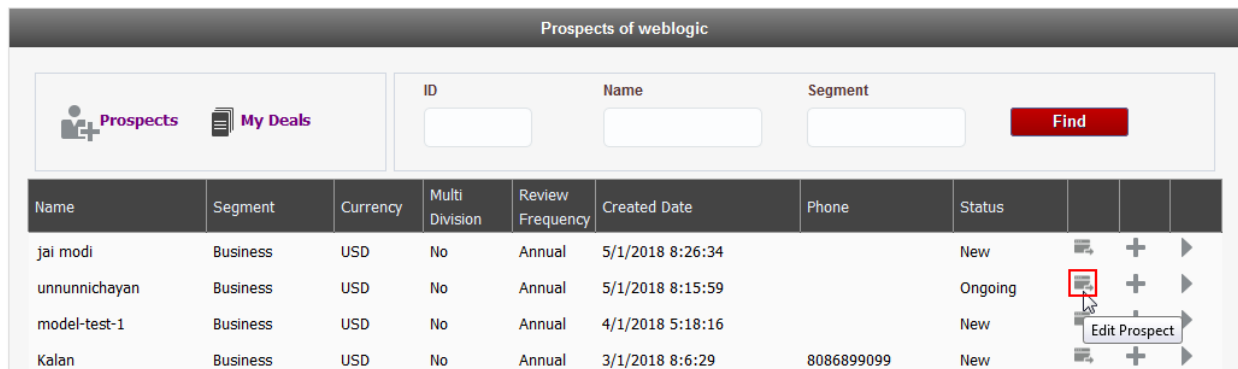 Prospects of weblogic
Prospects My Deals
ID Name Segment
Find
Name Segment Currency Multi Division Review Frequency Created Date Phone Status
jai modi Business USD No Annual 5/1/2018 8:26:34 New
unnunnichayan Business USD No Annual 5/1/2018 8:15:59 Ongoing
model-test-1 Business USD No Annual 4/1/2018 5:18:16 New
Edit Prospect
Kalan Business USD No Annual 3/1/2018 8:6:29 8086899099 New